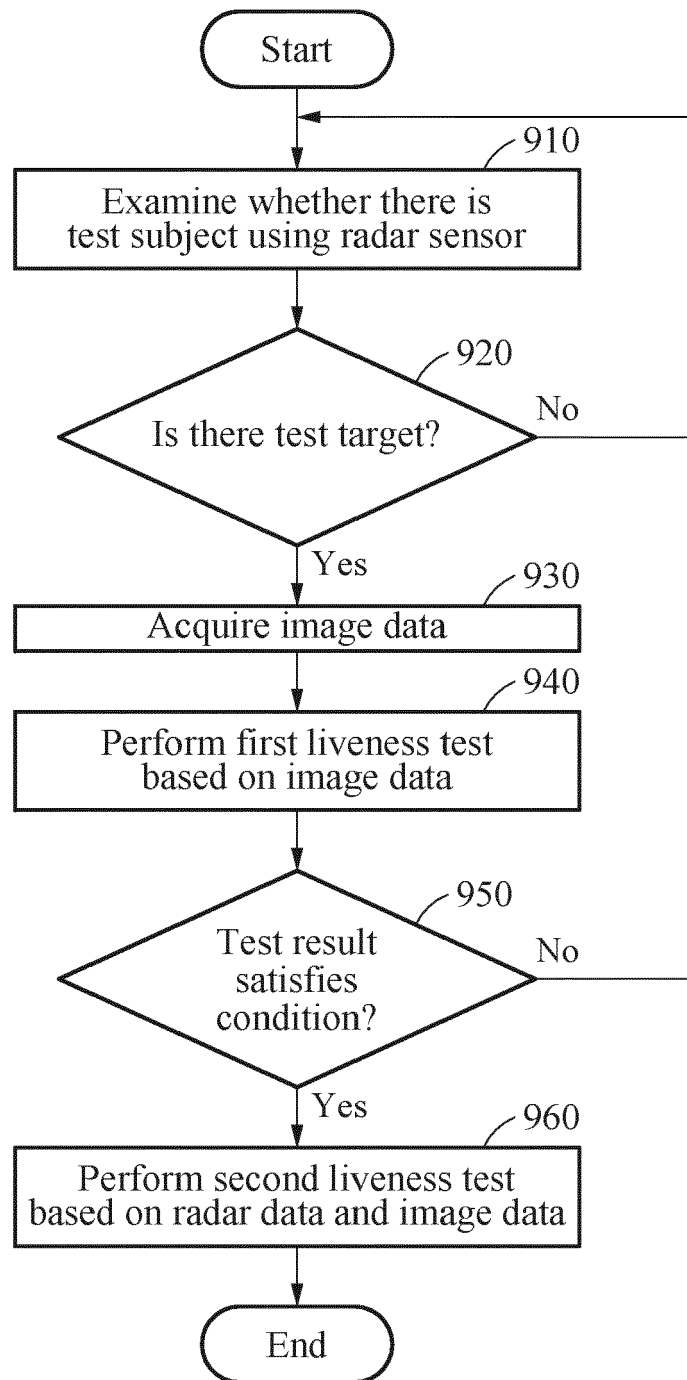 Start
910
Examine whether there is
test subject using radar sensor
920
Is there test target?
No
Yes
930
Acquire image data
940
Perform first liveness test
based on image data
950
Test result
satisfies
condition?
No
Yes
960
Perform second liveness test
based on radar data and image data
End